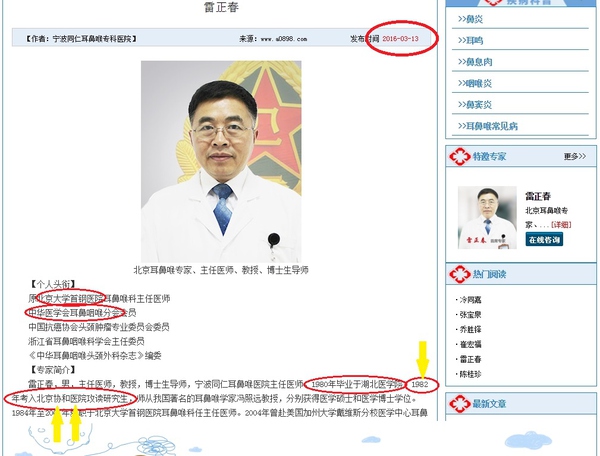 雷正春
【作者：宁波同仁耳鼻喉专科医院】 来源：www.a0898.com 发布时间 2016-03-13
北京耳鼻喉专家、主任医师、教授、博士生导师
【个人头衔】
原北京大学首钢医院耳鼻喉科主任医师
中华医学会耳鼻咽喉分会会员
中国抗癌协会头颈肿瘤专业委员会委员
浙江省耳鼻咽喉科学会委员
《中华耳鼻咽喉头颈外科杂志》编委
【专家简介】
雷正春、男，主任医师，教授，博士生导师，宁波同仁耳鼻喉医院主任医师。1980年毕业于湖北医学院，1982
年考入北京协和医院攻读研究生，师从我国著名的耳鼻喉学家冯照远教授，分别获得医学硕士和医学博士学位。
1984年至200 职于北京大学首钢医院耳鼻喉科任主任医师。2004年曾赴美国加州大学戴维斯分校医学中心耳鼻
疾病科普
鼻炎
耳鸣
鼻息肉
咽喉炎
鼻窦炎
耳鼻喉常见病
特邀专家 更多>>
雷正春
北京耳鼻喉专
家、...[详细]
在线咨询
雷正春
热门阅读
冷同嘉
张宝泉
乔胜择
崔宏福
雷正春
陈桂珍
最新文章